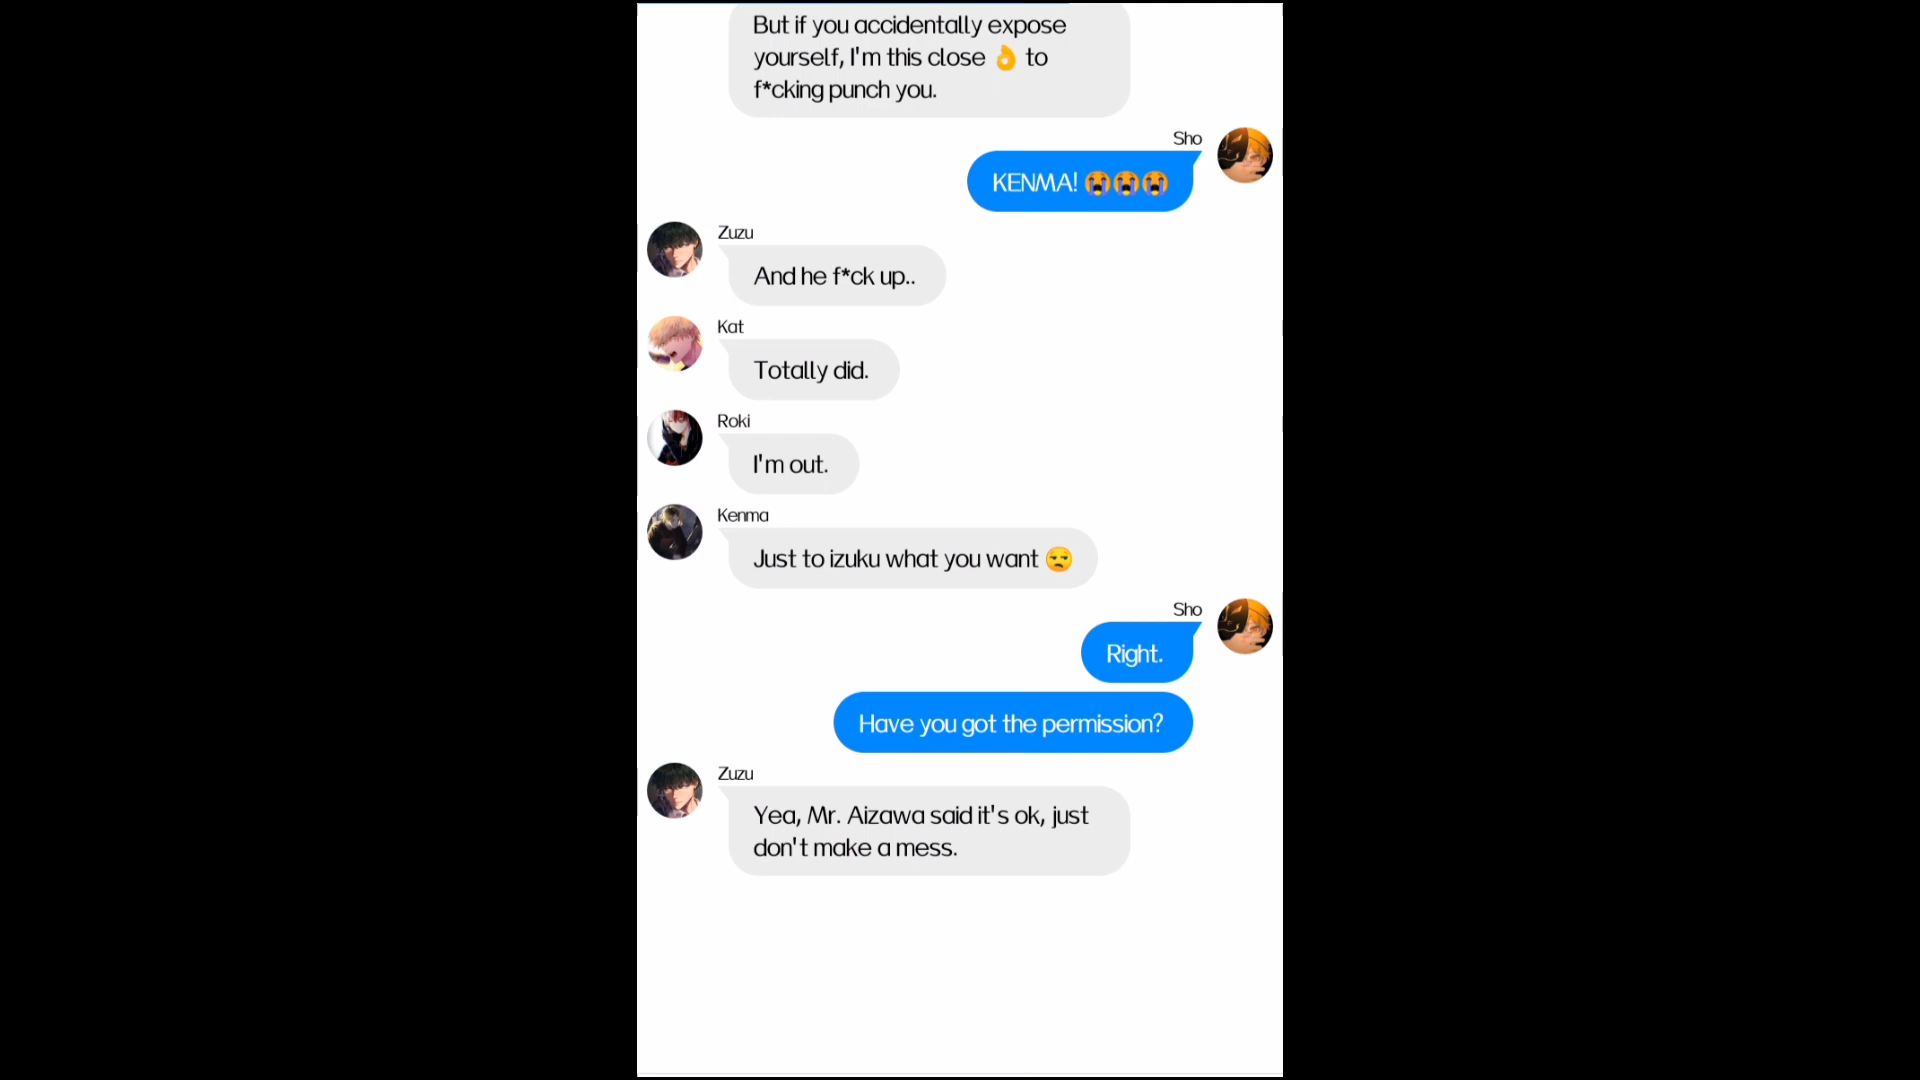 But if you accidentally expose
yourself, I'm this close 👌 to
f*cking punch you.
Sho
KENMA! 😭😭😭
Zuzu
And he f*ck up..
Kat
Totally did.
Roki
I'm out.
Kenma
Just to izuku what you want 😒
Sho
Right.
Have you got the permission?
Zuzu
Yea, Mr. Aizawa said it's ok, just
don't make a mess.